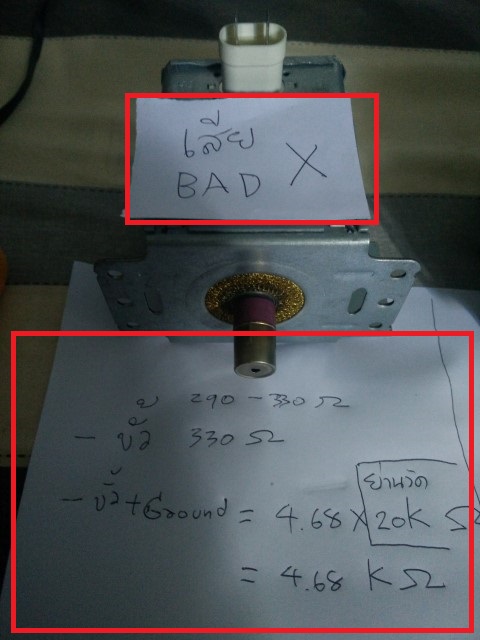 เสีย
BAD X
290 - 330 Ω
- ขั้ว 330 Ω
ย่านวัด
- ขั้ว + Ground = 4.68 X 20K Ω
= 4.68 K Ω